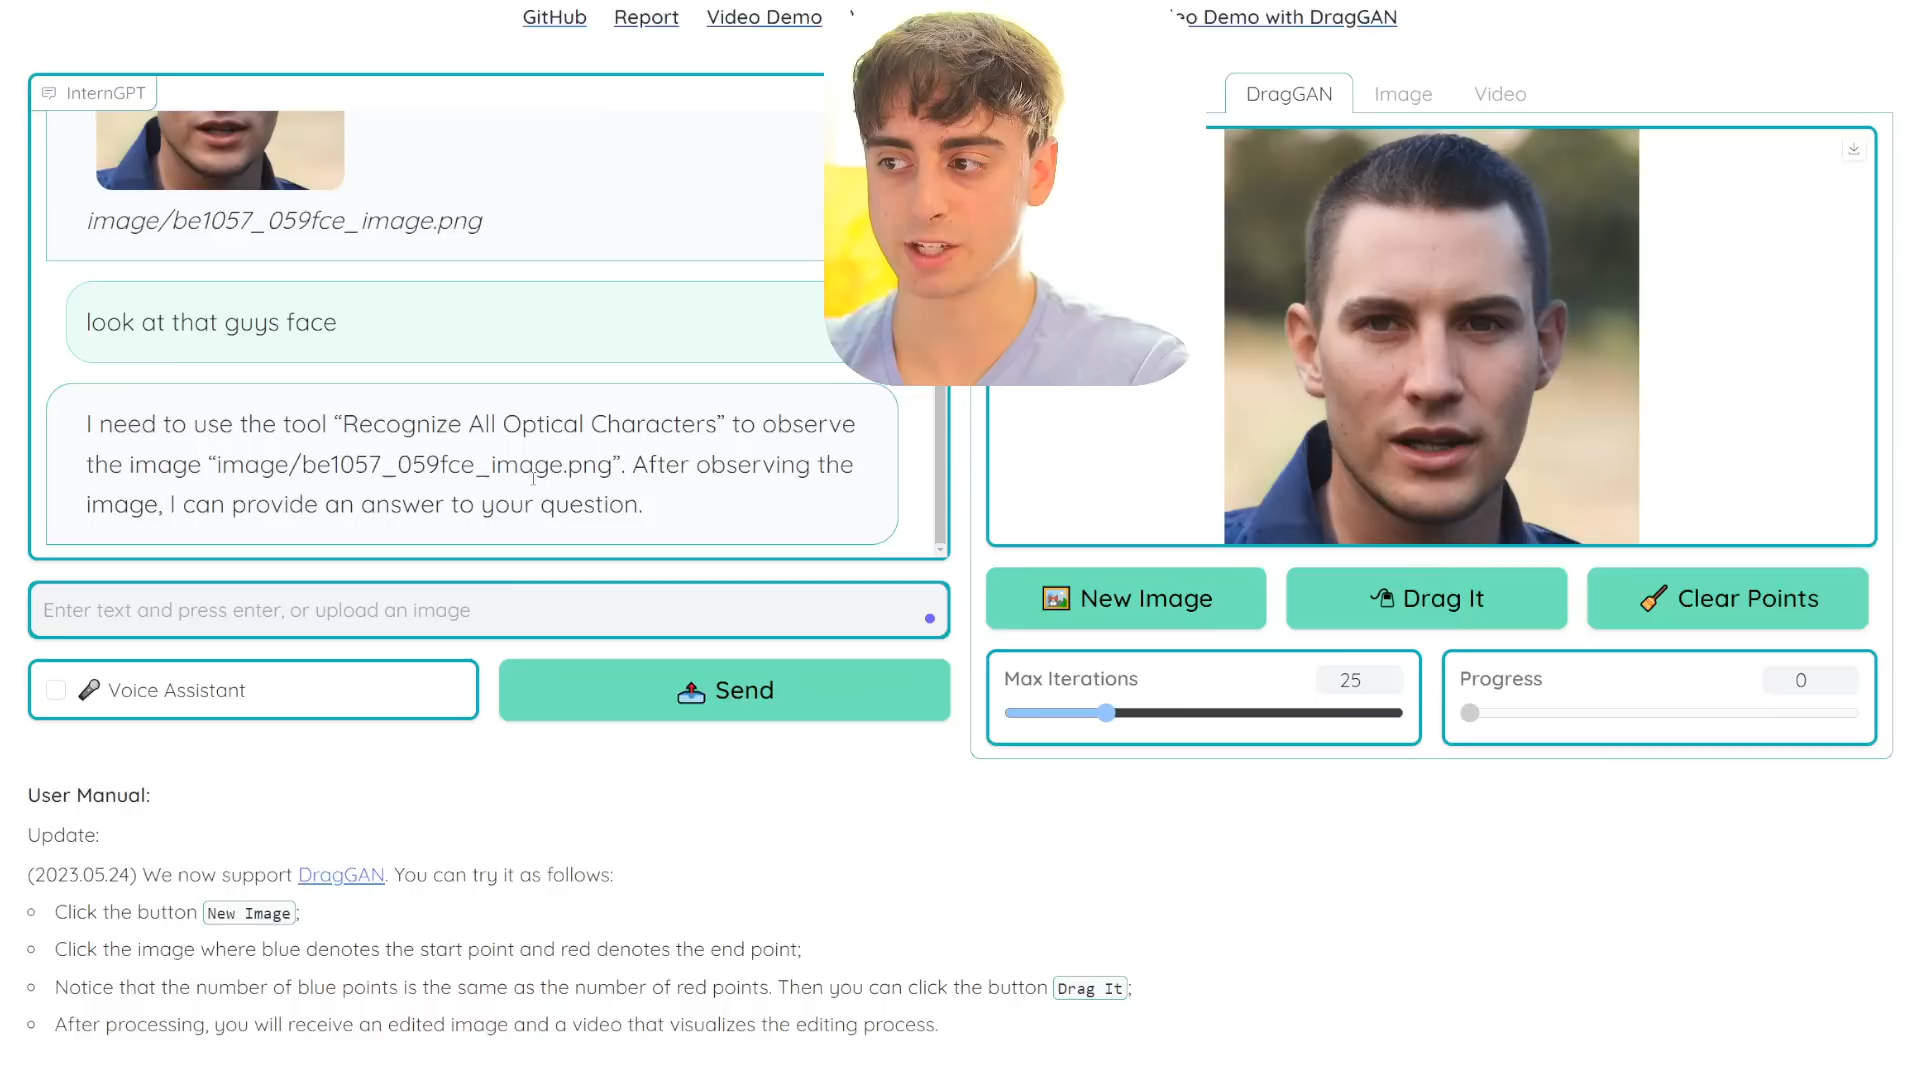 GitHub Report Video Demo
eo Demo with DragGAN
InternGPT
image/be1057_059fce_image.png
look at that guys face
I need to use the tool “Recognize All Optical Characters” to observe
the image “image/be1057_059fce_image.png”. After observing the
image, I can provide an answer to your question.
Enter text and press enter, or upload an image
Voice Assistant
Send
DragGAN Image Video
New Image
Drag It
Clear Points
Max Iterations 25
Progress 0
User Manual:
Update:
(2023.05.24) We now support DragGAN. You can try it as follows:
Click the button New Image;
Click the image where blue denotes the start point and red denotes the end point;
Notice that the number of blue points is the same as the number of red points. Then you can click the button Drag It;
After processing, you will receive an edited image and a video that visualizes the editing process.